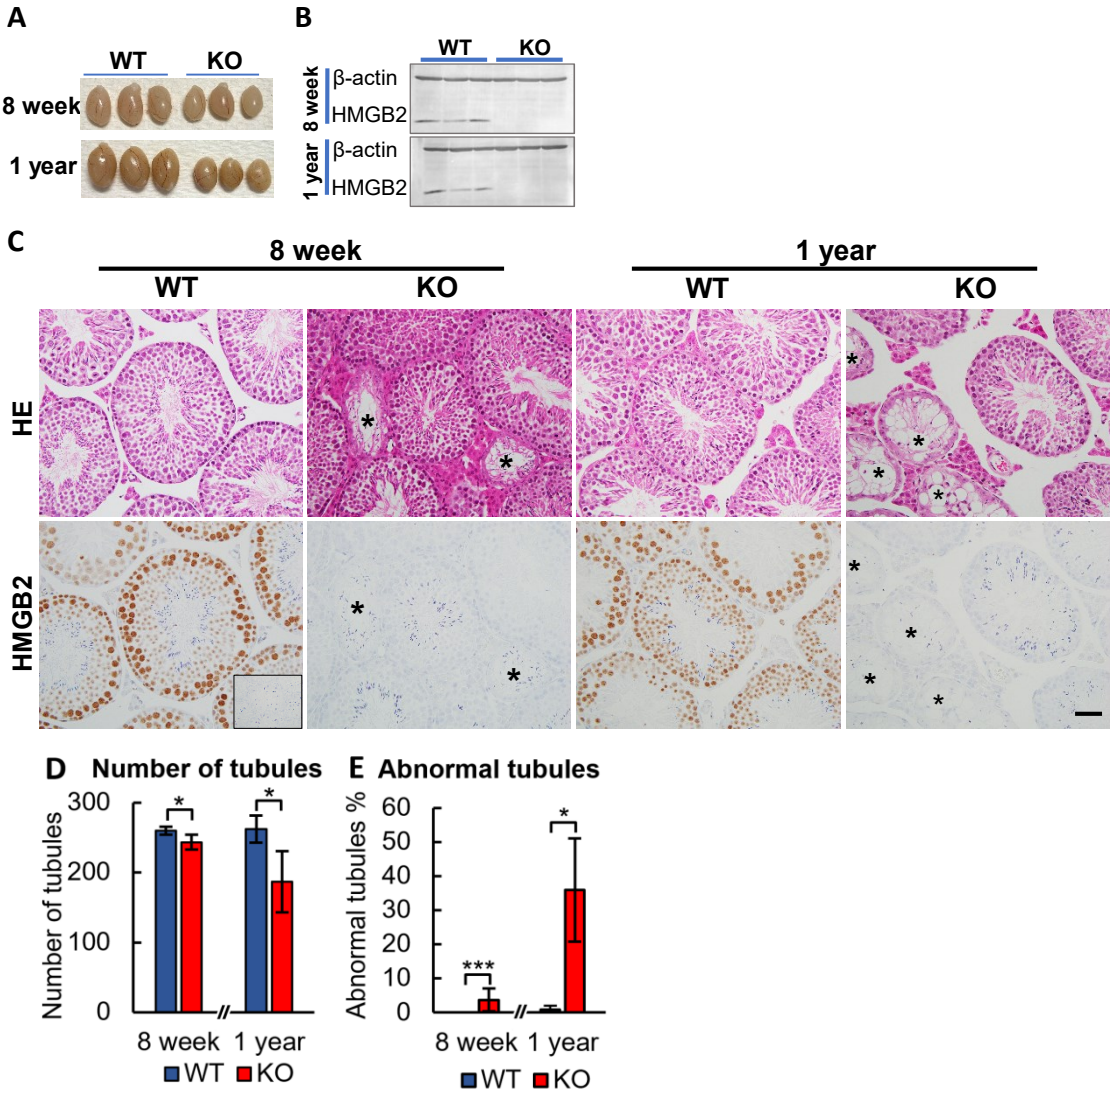 A
WT KO
8 week
1 year
B
WT KO
8 week
β-actin
HMGB2
1 year
β-actin
HMGB2
C
8 week 1 year
WT KO WT KO
HE
* * * * * *
HMGB2
* * * * * *
D Number of tubules
Number of tubules
300
200
100
0
* *
8 week // 1 year
WT KO
E Abnormal tubules
Abnormal tubules %
60
50
40
30
20
10
0
*** *
8 week // 1 year
WT KO